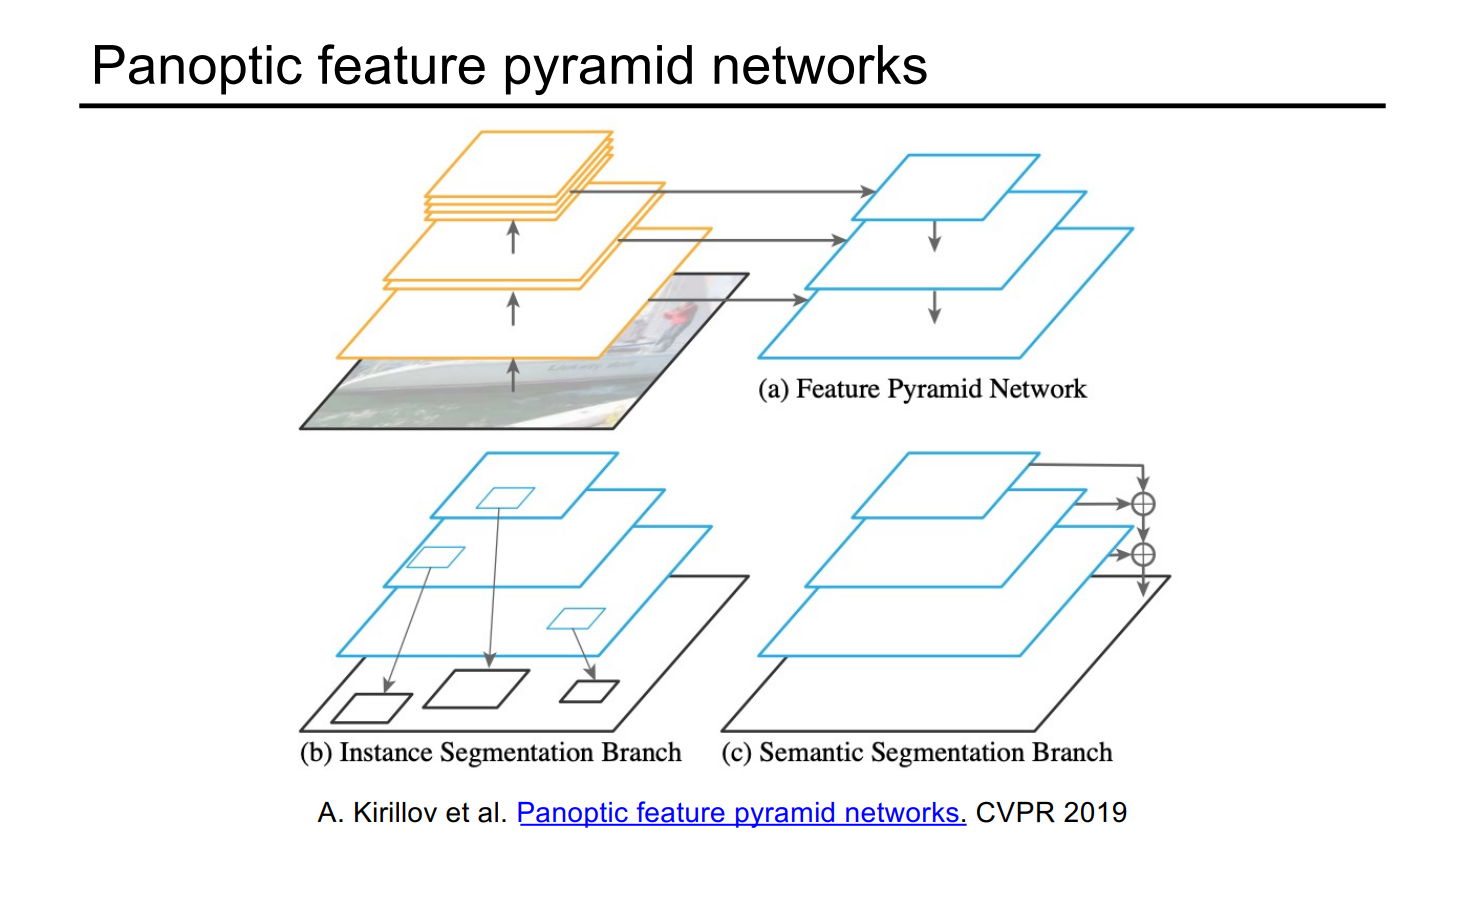 Panoptic feature pyramid networks
(a) Feature Pyramid Network
(b) Instance Segmentation Branch
(c) Semantic Segmentation Branch
A. Kirillov et al. Panoptic feature pyramid networks. CVPR 2019